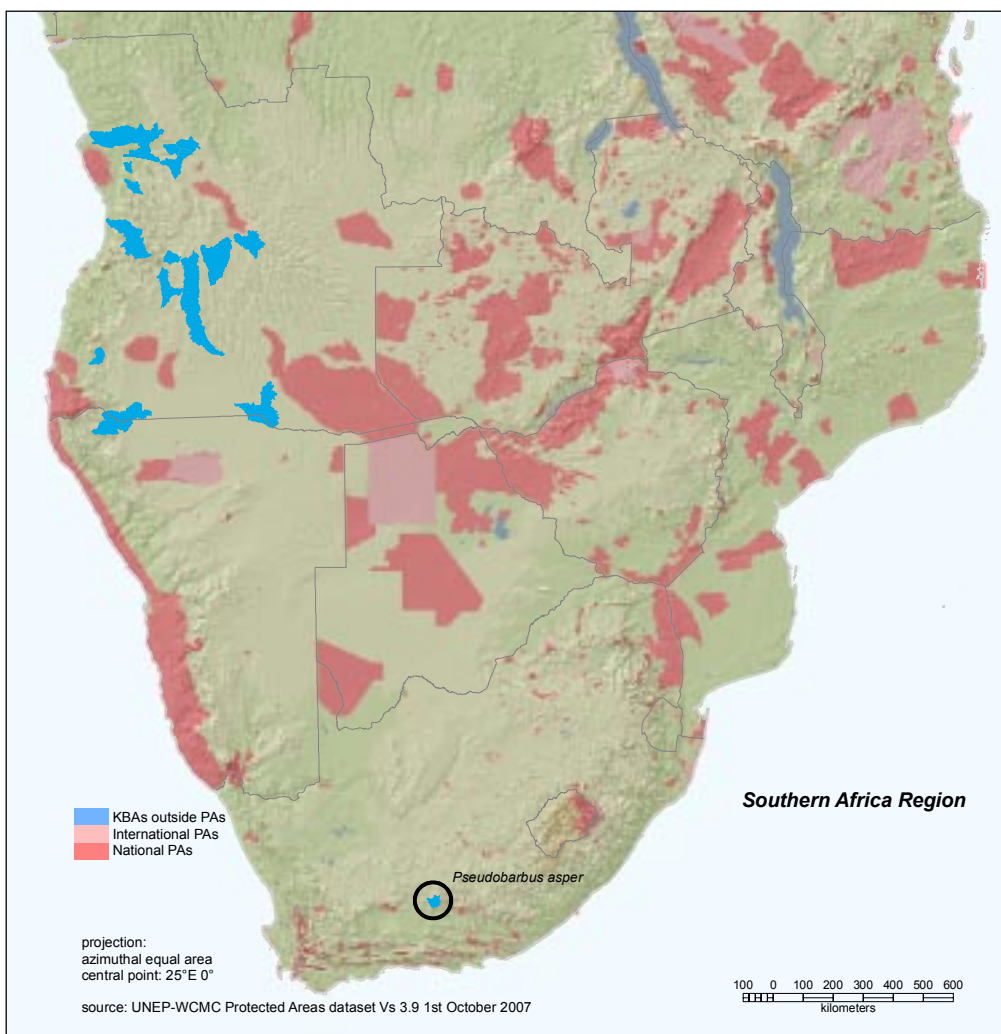 Southern Africa Region
KBAs outside PAs
International PAs
National PAs
Pseudobarbus asper
projection:
azimuthal equal area
central point: 25°E 0°
source: UNEP-WCMC Protected Areas dataset Vs 3.9 1st October 2007
100 0 100 200 300 400 500 600
kilometers